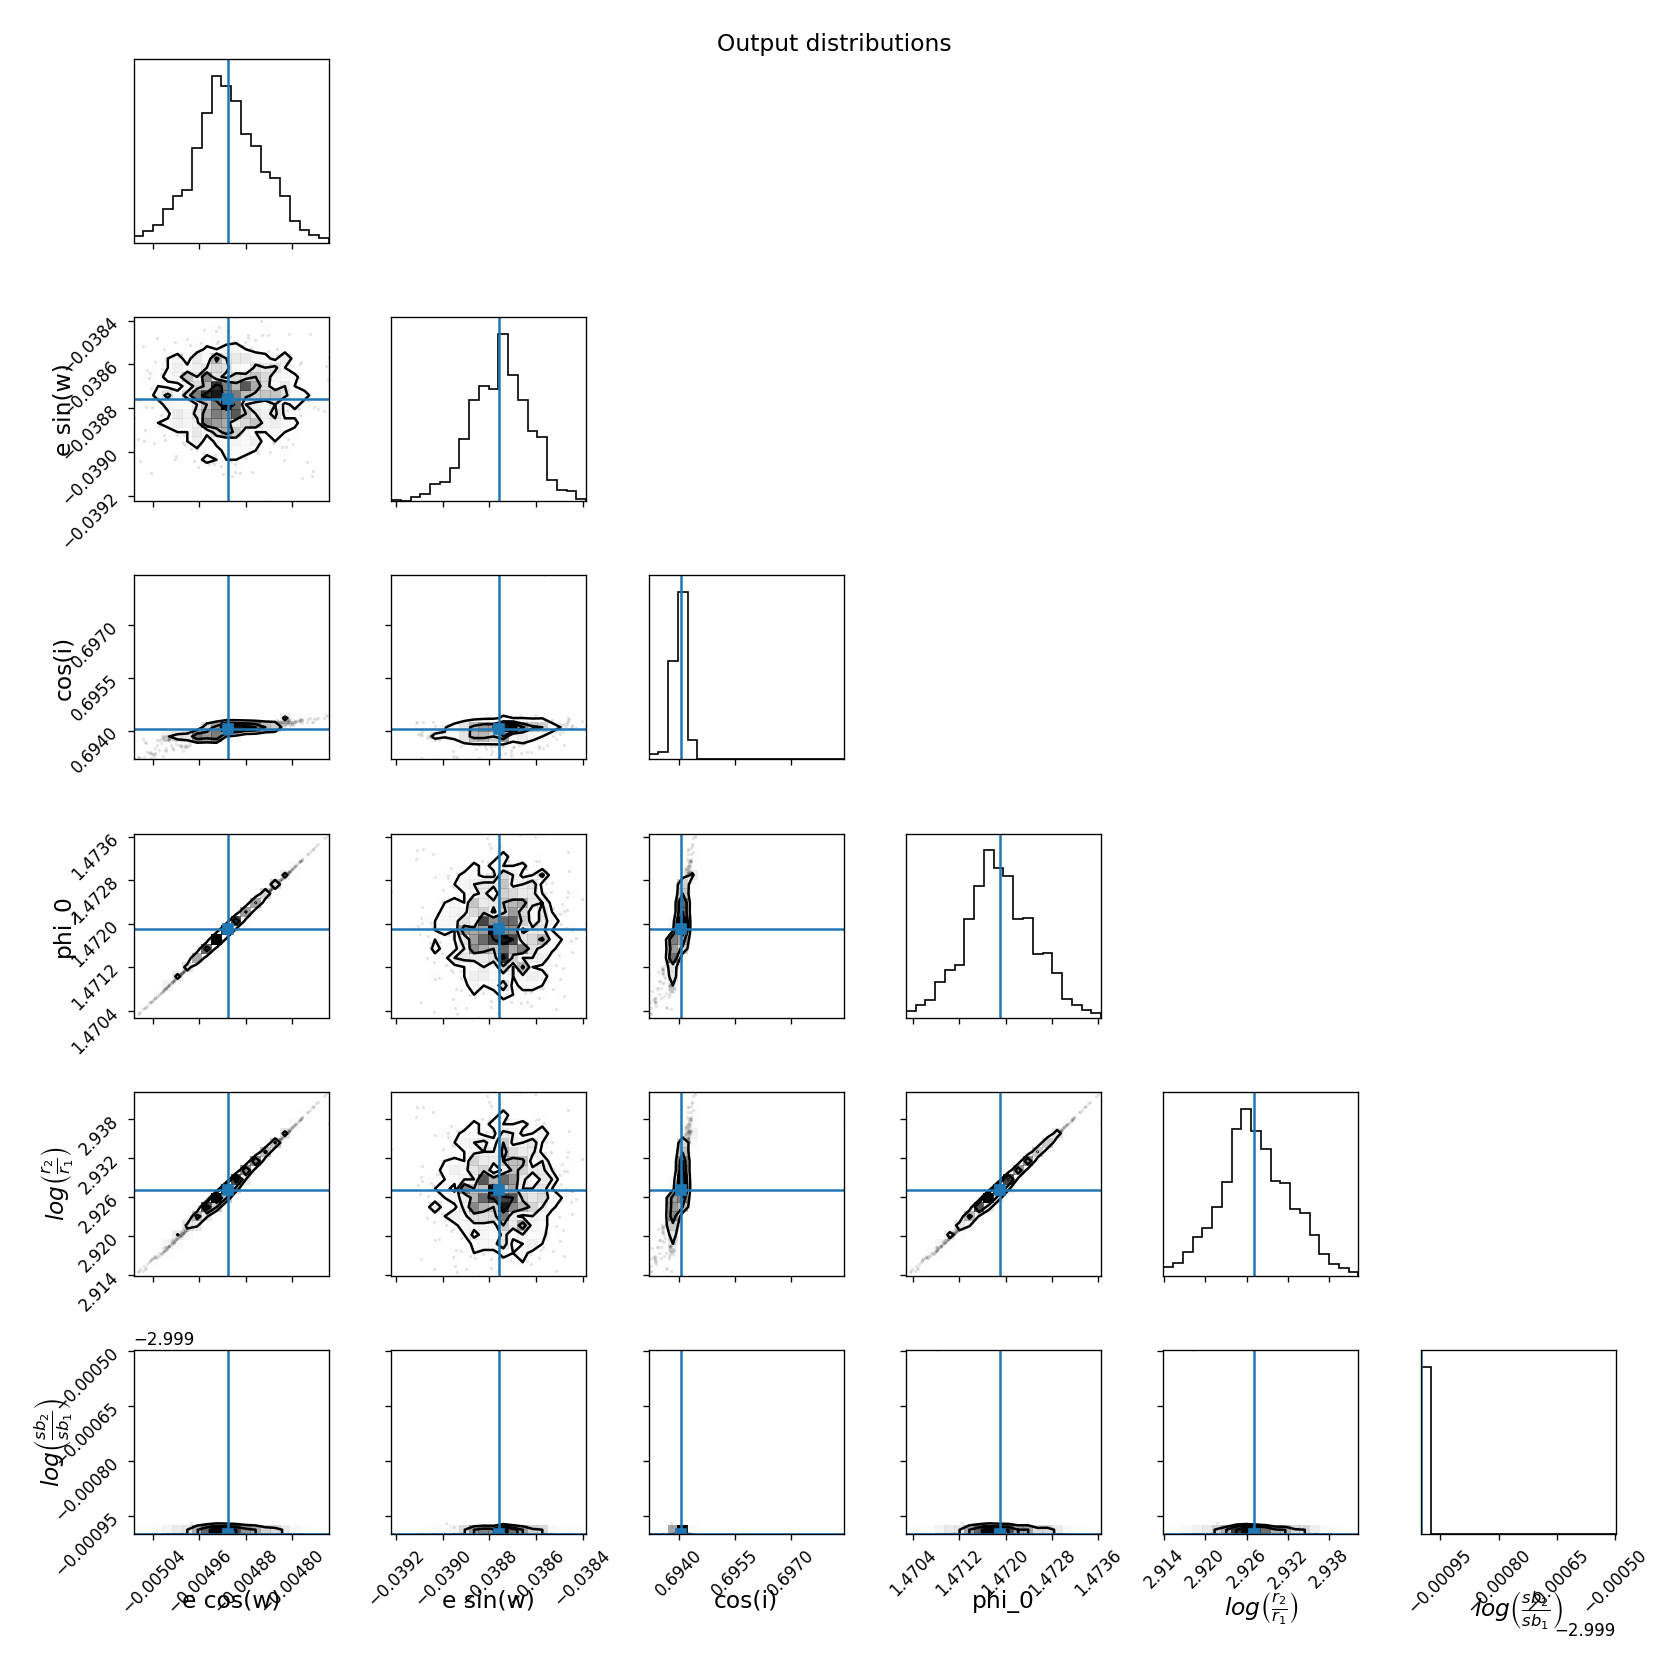 Output distributions
e sin(w)
−0.0384
−0.0386
−0.0388
−0.0390
−0.0392
cos(i)
0.6970
0.6955
0.6940
phi_0
1.4736
1.4728
1.4720
1.4712
1.4704
log(r₂/r₁)
2.938
2.932
2.926
2.920
2.914
−2.999
log(sb₂/sb₁)
−0.00050
−0.00065
−0.00080
−0.00095
−0.00504 −0.00496 −0.00488 −0.00480
−0.0392 −0.0390 −0.0388 −0.0386 −0.0384
0.6940 0.6955 0.6970
1.4704 1.4712 1.4720 1.4728 1.4736
2.914 2.920 2.926 2.932 2.938
−0.00095 −0.00080 −0.00065 −0.00050
e cos(w) e sin(w) cos(i) phi_0 log(r₂/r₁) log(sb₂/sb₁)
−2.999